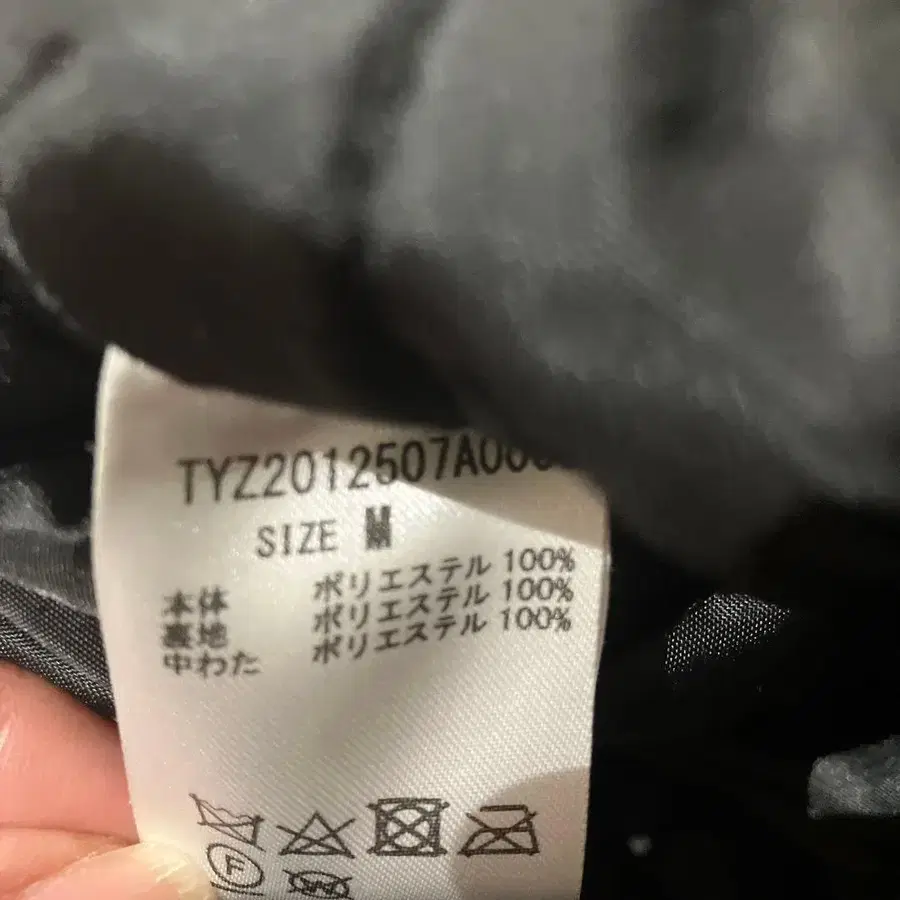 TYZ2012507A00
SIZE M
本体 ポリエステル 100%
裏地 ポリエステル 100%
中わた ポリエステル 100%
F
W